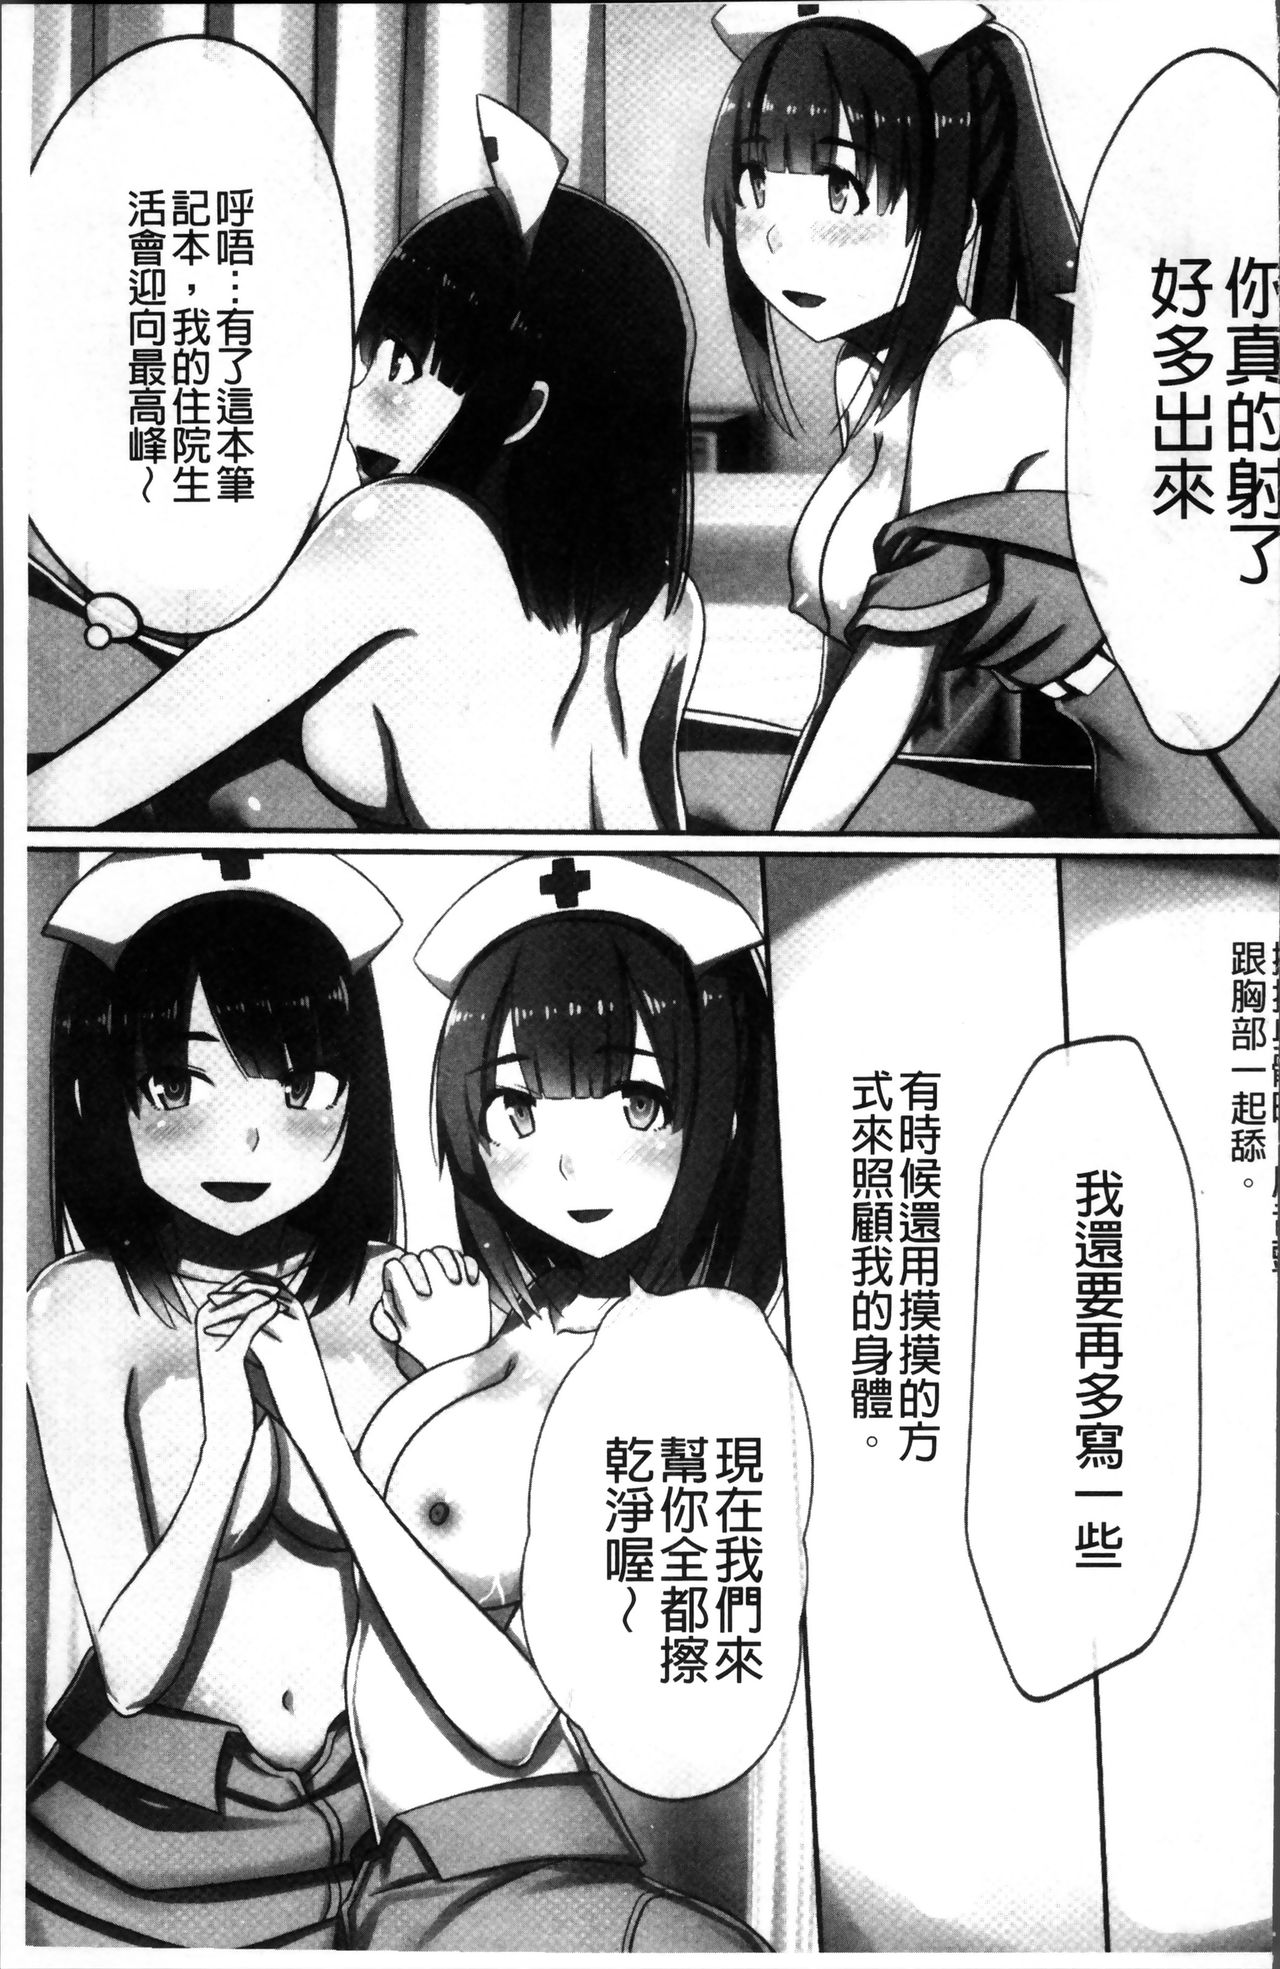 你真的射了
好多出來
呼唔…有了這本筆
記本，我的住院生
活會迎向最高峰～
跟胸部一起舔。
我還要再多寫一些
有時候還用摸摸的方
式來照顧我的身體。
現在我們來
幫你全都擦
乾淨喔～